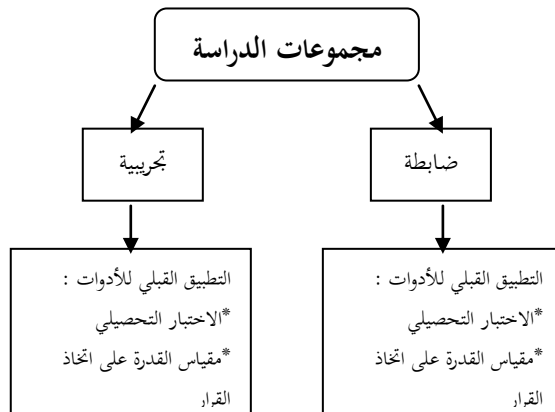 مجموعات الدراسة
ضابطة
تجريبية
التطبيق القبلي للأدوات :
*الاختبار التحصيلي
*مقياس القدرة على اتخاذ
القرار
التطبيق القبلي للأدوات :
*الاختبار التحصيلي
*مقياس القدرة على اتخاذ
القرار